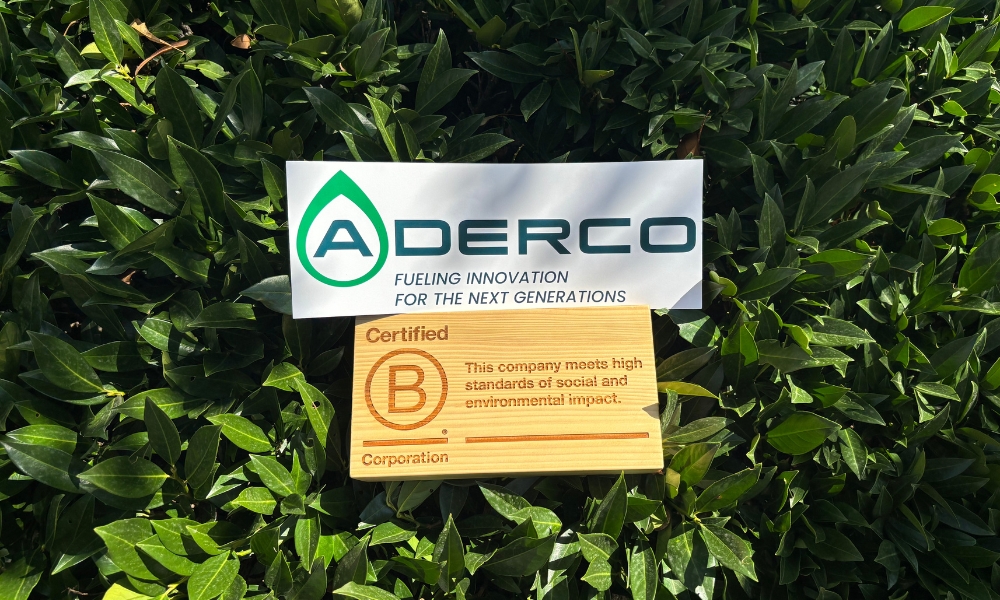 ADERCO
FUELING INNOVATION
FOR THE NEXT GENERATIONS
Certified
B
®
Corporation
This company meets high
standards of social and
environmental impact.